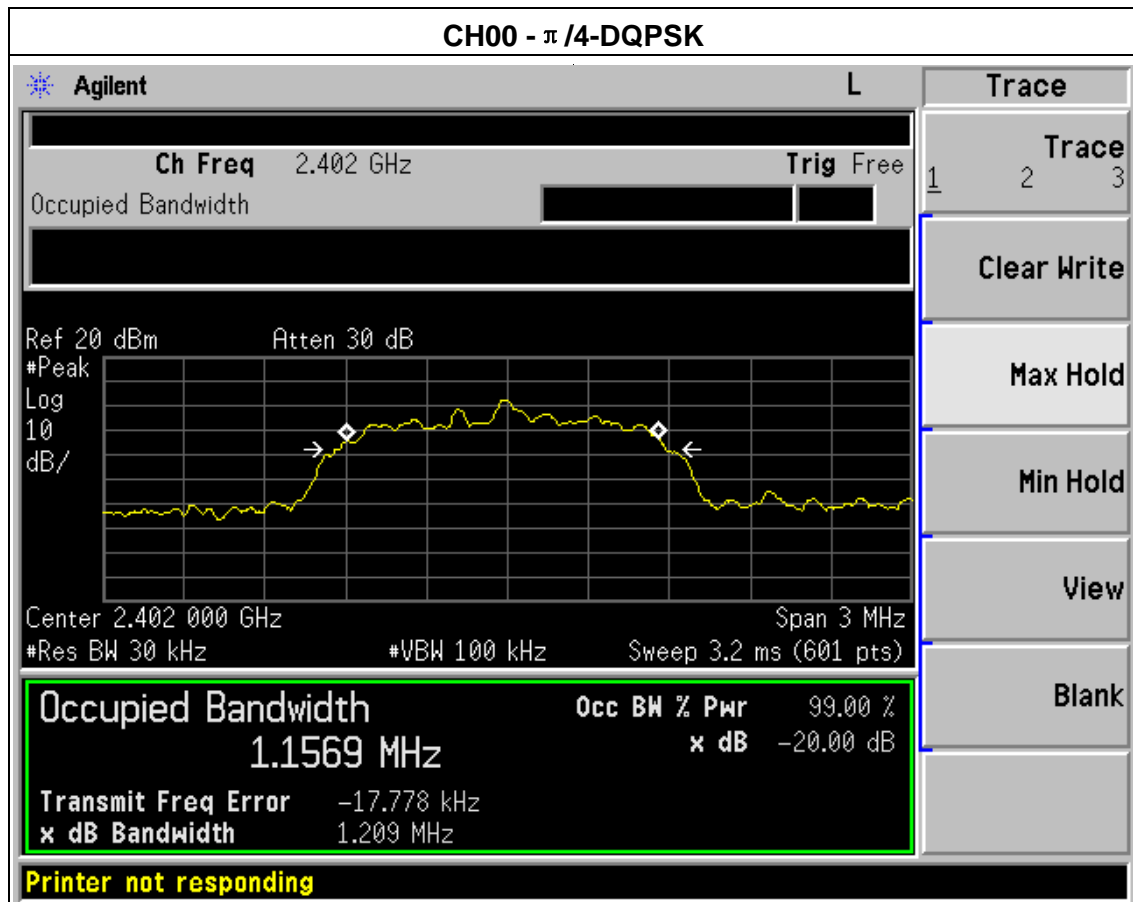 CH00 - π/4-DQPSK
Agilent L Trace
Ch Freq 2.402 GHz Trig Free
Occupied Bandwidth
Trace
1 2 3
Clear Write
Max Hold
Min Hold
View
Blank
Ref 20 dBm Atten 30 dB
#Peak
Log
10
dB/
Center 2.402 000 GHz Span 3 MHz
#Res BW 30 kHz #VBW 100 kHz Sweep 3.2 ms (601 pts)
Occupied Bandwidth Occ BW % Pwr 99.00 %
1.1569 MHz x dB -20.00 dB
Transmit Freq Error -17.778 kHz
x dB Bandwidth 1.209 MHz
Printer not responding